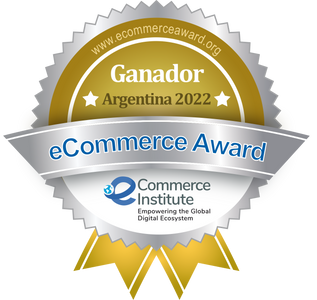 www.ecommerceaward.org
Ganador
Argentina 2022
eCommerce Award
eCommerce
Institute
Empowering the Global
Digital Ecosystem